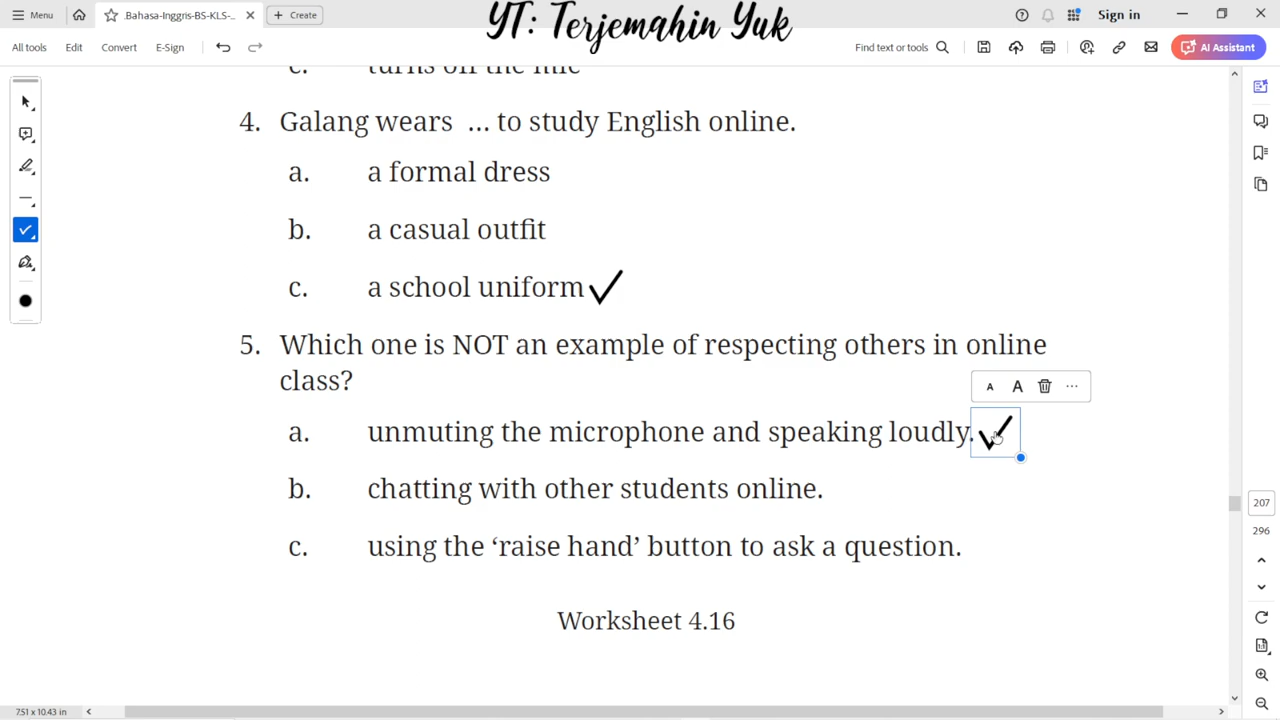 Menu
.Bahasa-Inggris-BS-KLS-...
Create
YT: Terjemahin Yuk
Sign in
All tools
Edit
Convert
E-Sign
Find text or tools
AI Assistant
c. turns off the mic
4. Galang wears ... to study English online.
a. a formal dress
b. a casual outfit
c. a school uniform
5. Which one is NOT an example of respecting others in online
class?
A A ...
a. unmuting the microphone and speaking loudly.
b. chatting with other students online.
c. using the ‘raise hand’ button to ask a question.
Worksheet 4.16
207
296
7.51 x 10.43 in